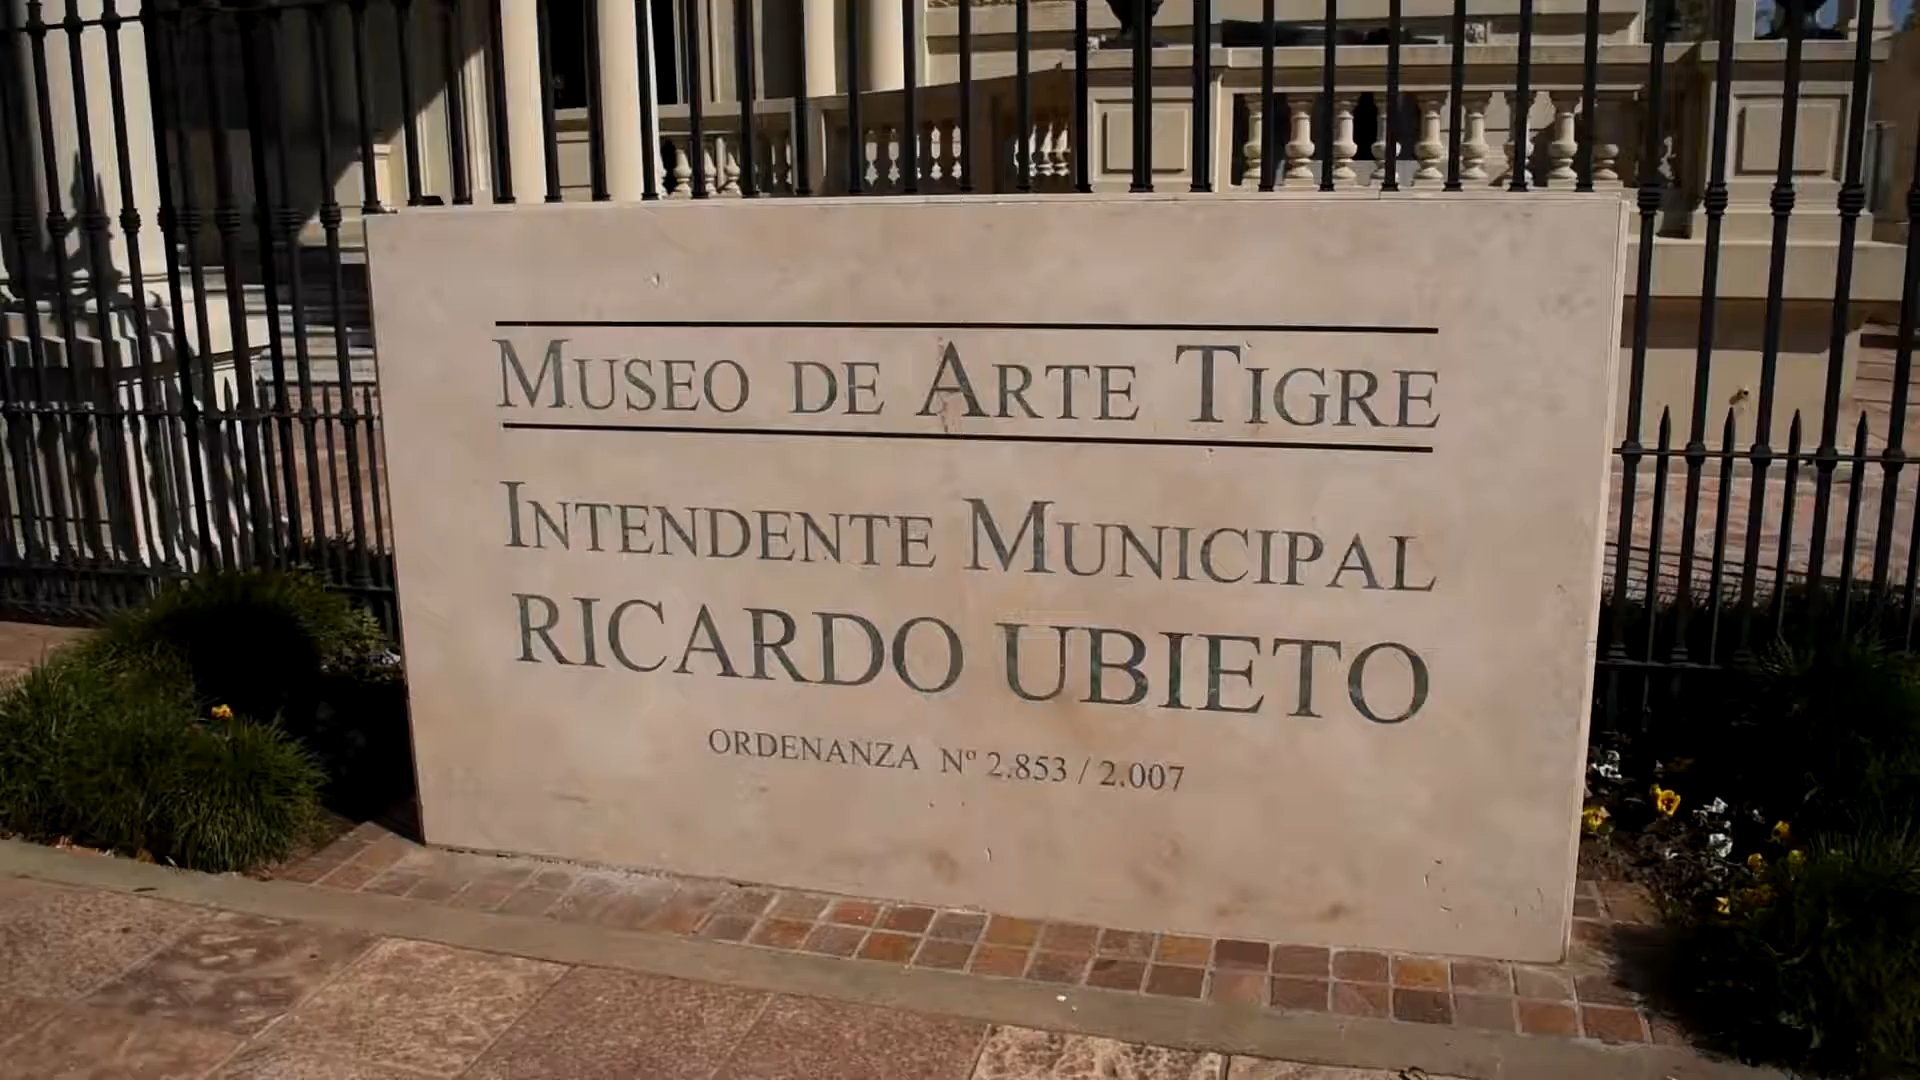 MUSEO DE ARTE TIGRE
INTENDENTE MUNICIPAL
RICARDO UBIETO
ORDENANZA Nº 2.853 / 2.007